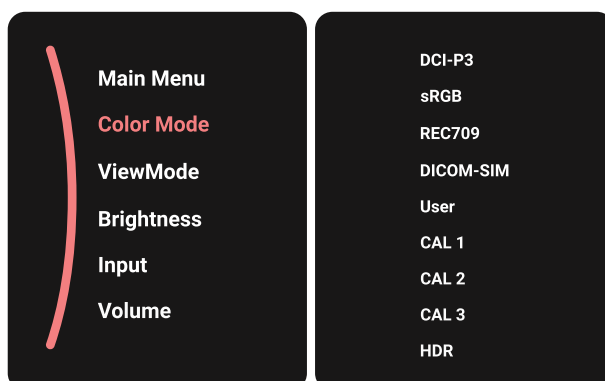 Main Menu
Color Mode
ViewMode
Brightness
Input
Volume
DCI-P3
sRGB
REC709
DICOM-SIM
User
CAL 1
CAL 2
CAL 3
HDR